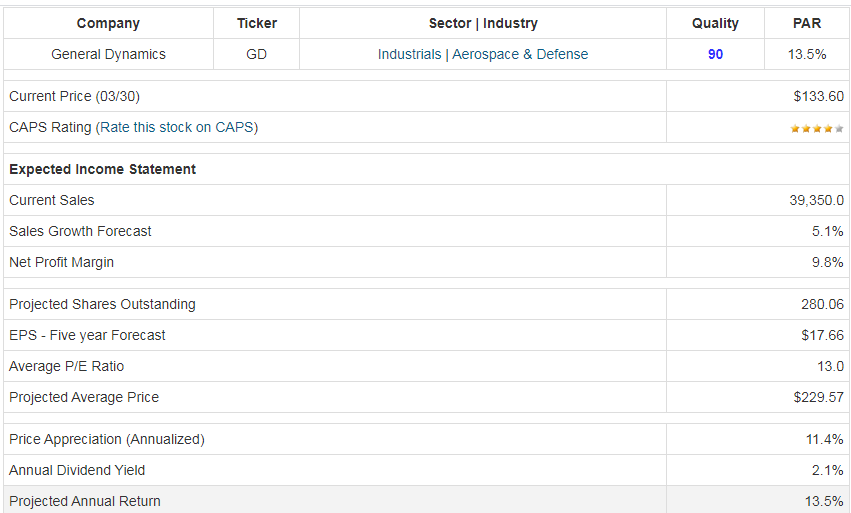 Company Ticker Sector | Industry Quality PAR
General Dynamics GD Industrials | Aerospace & Defense 90 13.5%
Current Price (03/30) $133.60
CAPS Rating (Rate this stock on CAPS)
Expected Income Statement
Current Sales 39,350.0
Sales Growth Forecast 5.1%
Net Profit Margin 9.8%
Projected Shares Outstanding 280.06
EPS - Five year Forecast $17.66
Average P/E Ratio 13.0
Projected Average Price $229.57
Price Appreciation (Annualized) 11.4%
Annual Dividend Yield 2.1%
Projected Annual Return 13.5%